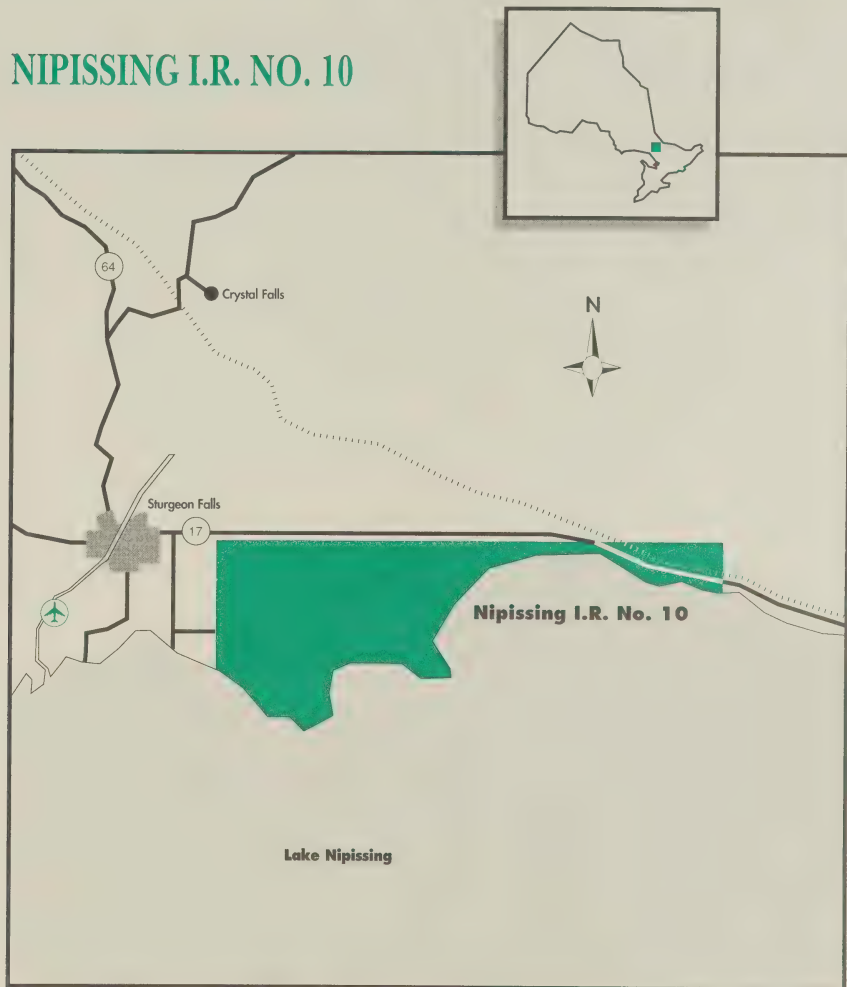 NIPISSING I.R. NO. 10
64
Crystal Falls
N
Sturgeon Falls
17
Nipissing I.R. No. 10
Lake Nipissing